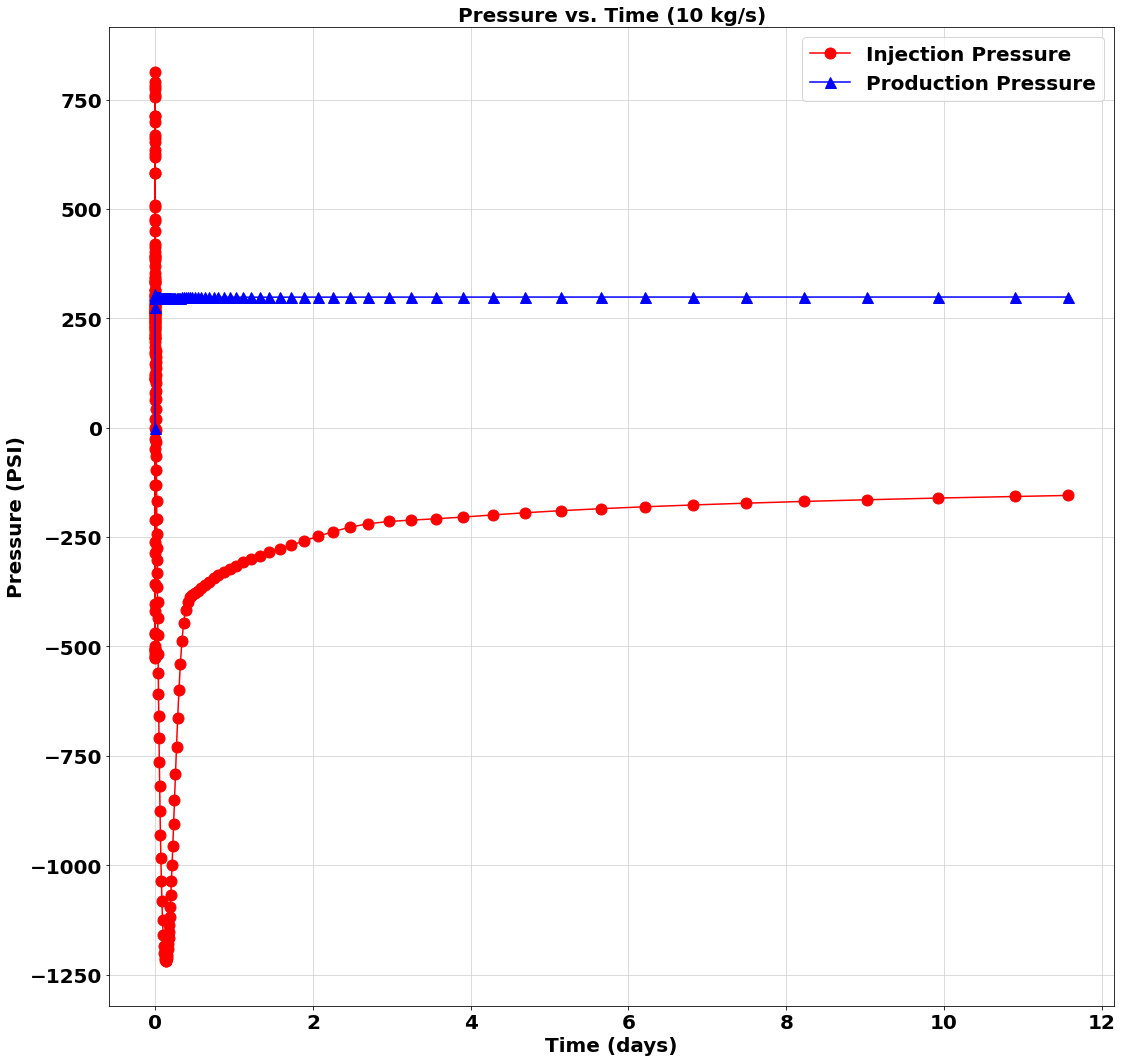 Pressure vs. Time (10 kg/s)
Injection Pressure
Production Pressure
Pressure (PSI)
750
500
250
0
−250
−500
−750
−1000
−1250
0 2 4 6 8 10 12
Time (days)